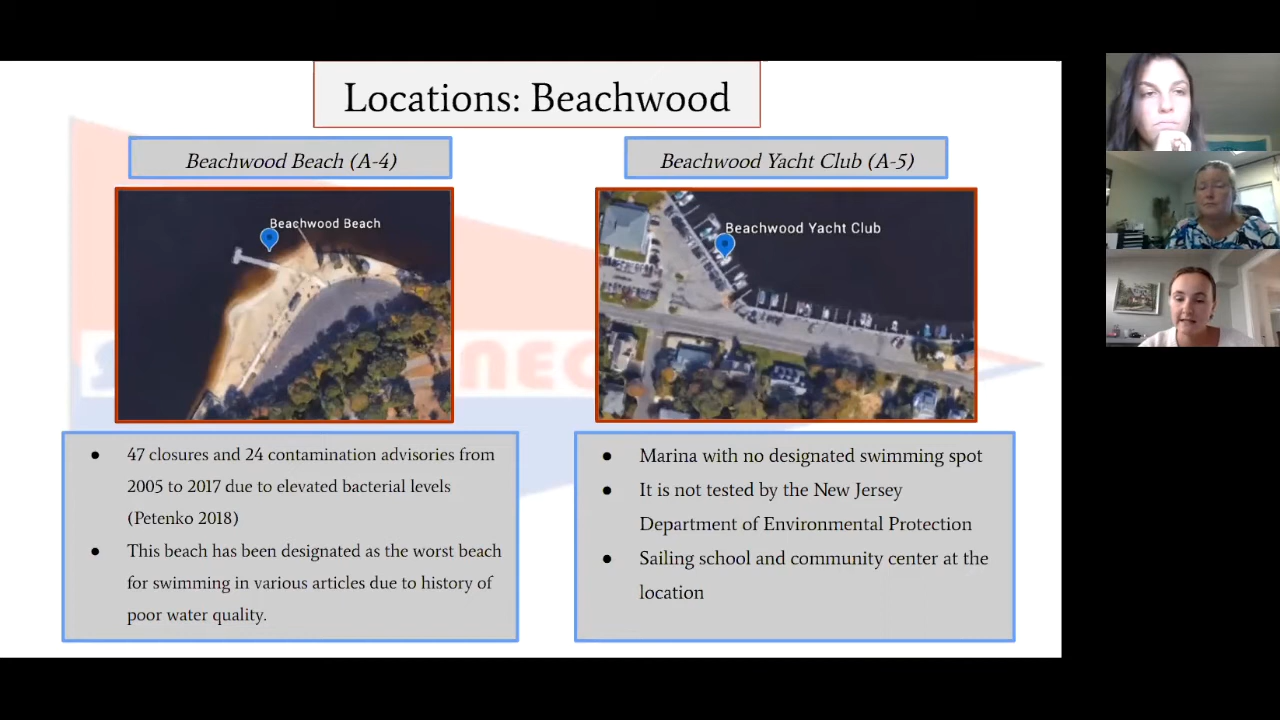 Locations: Beachwood
Beachwood Beach (A-4)
Beachwood Beach
● 47 closures and 24 contamination advisories from
2005 to 2017 due to elevated bacterial levels
(Petenko 2018)
● This beach has been designated as the worst beach
for swimming in various articles due to history of
poor water quality.
Beachwood Yacht Club (A-5)
Beachwood Yacht Club
● Marina with no designated swimming spot
● It is not tested by the New Jersey
Department of Environmental Protection
● Sailing school and community center at the
location